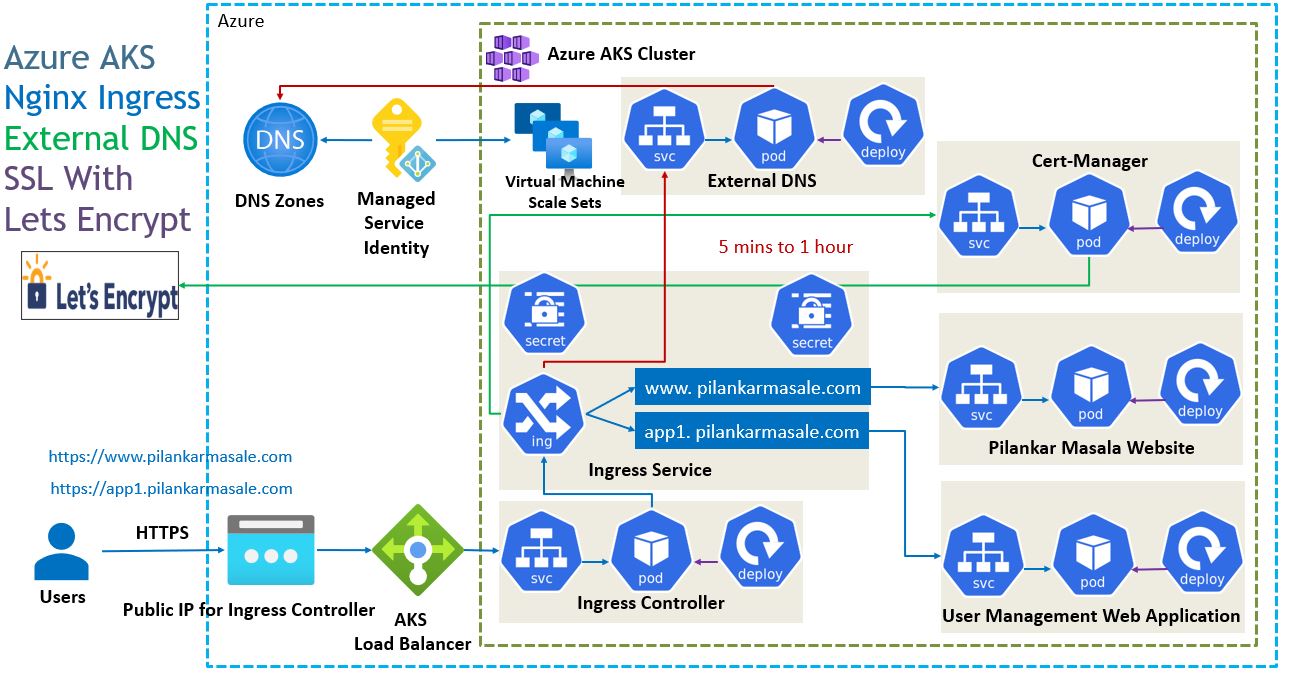 Azure
Azure AKS
Nginx Ingress
External DNS
SSL With
Lets Encrypt
Let's Encrypt
Azure AKS Cluster
DNS
DNS Zones
Managed
Service
Identity
Virtual Machine
Scale Sets
svc
pod
deploy
External DNS
Cert-Manager
svc
pod
deploy
5 mins to 1 hour
secret
secret
ing
www. pilankarmasale.com
app1. pilankarmasale.com
Ingress Service
svc
pod
deploy
Pilankar Masala Website
https://www.pilankarmasale.com
https://app1.pilankarmasale.com
HTTPS
Users
Public IP for Ingress Controller
AKS
Load Balancer
svc
pod
deploy
Ingress Controller
svc
pod
deploy
User Management Web Application